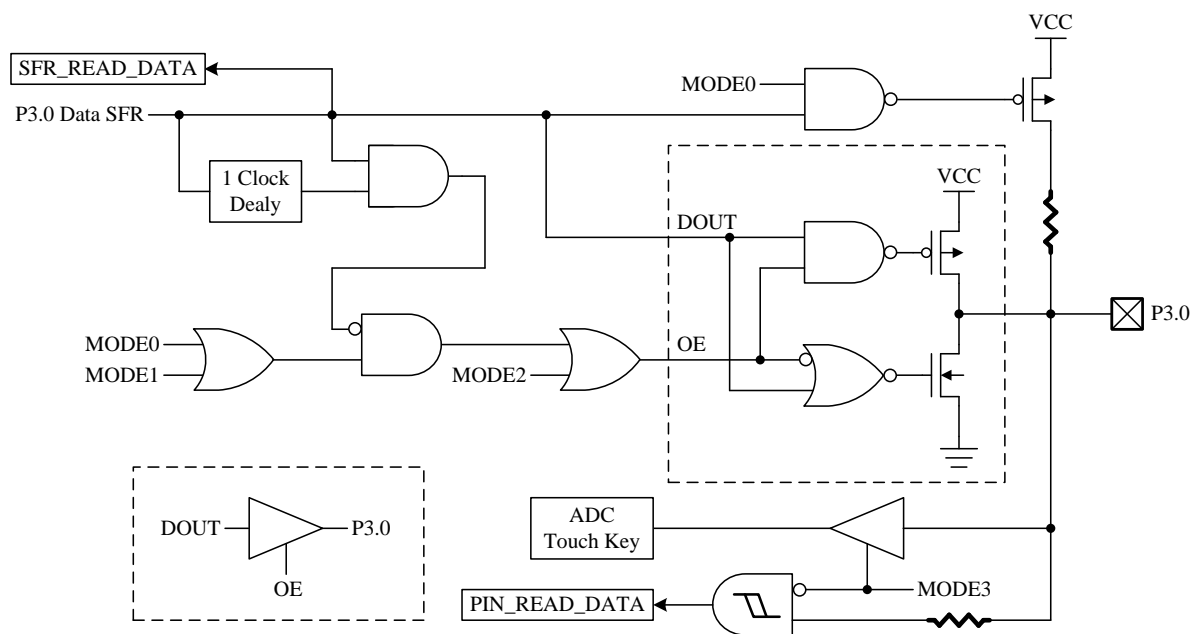 VCC
SFR_READ_DATA
MODE0
P3.0 Data SFR
1 Clock
Dealy
VCC
DOUT
P3.0
MODE0
MODE1
MODE2
OE
DOUT
P3.0
OE
ADC
Touch Key
MODE3
PIN_READ_DATA